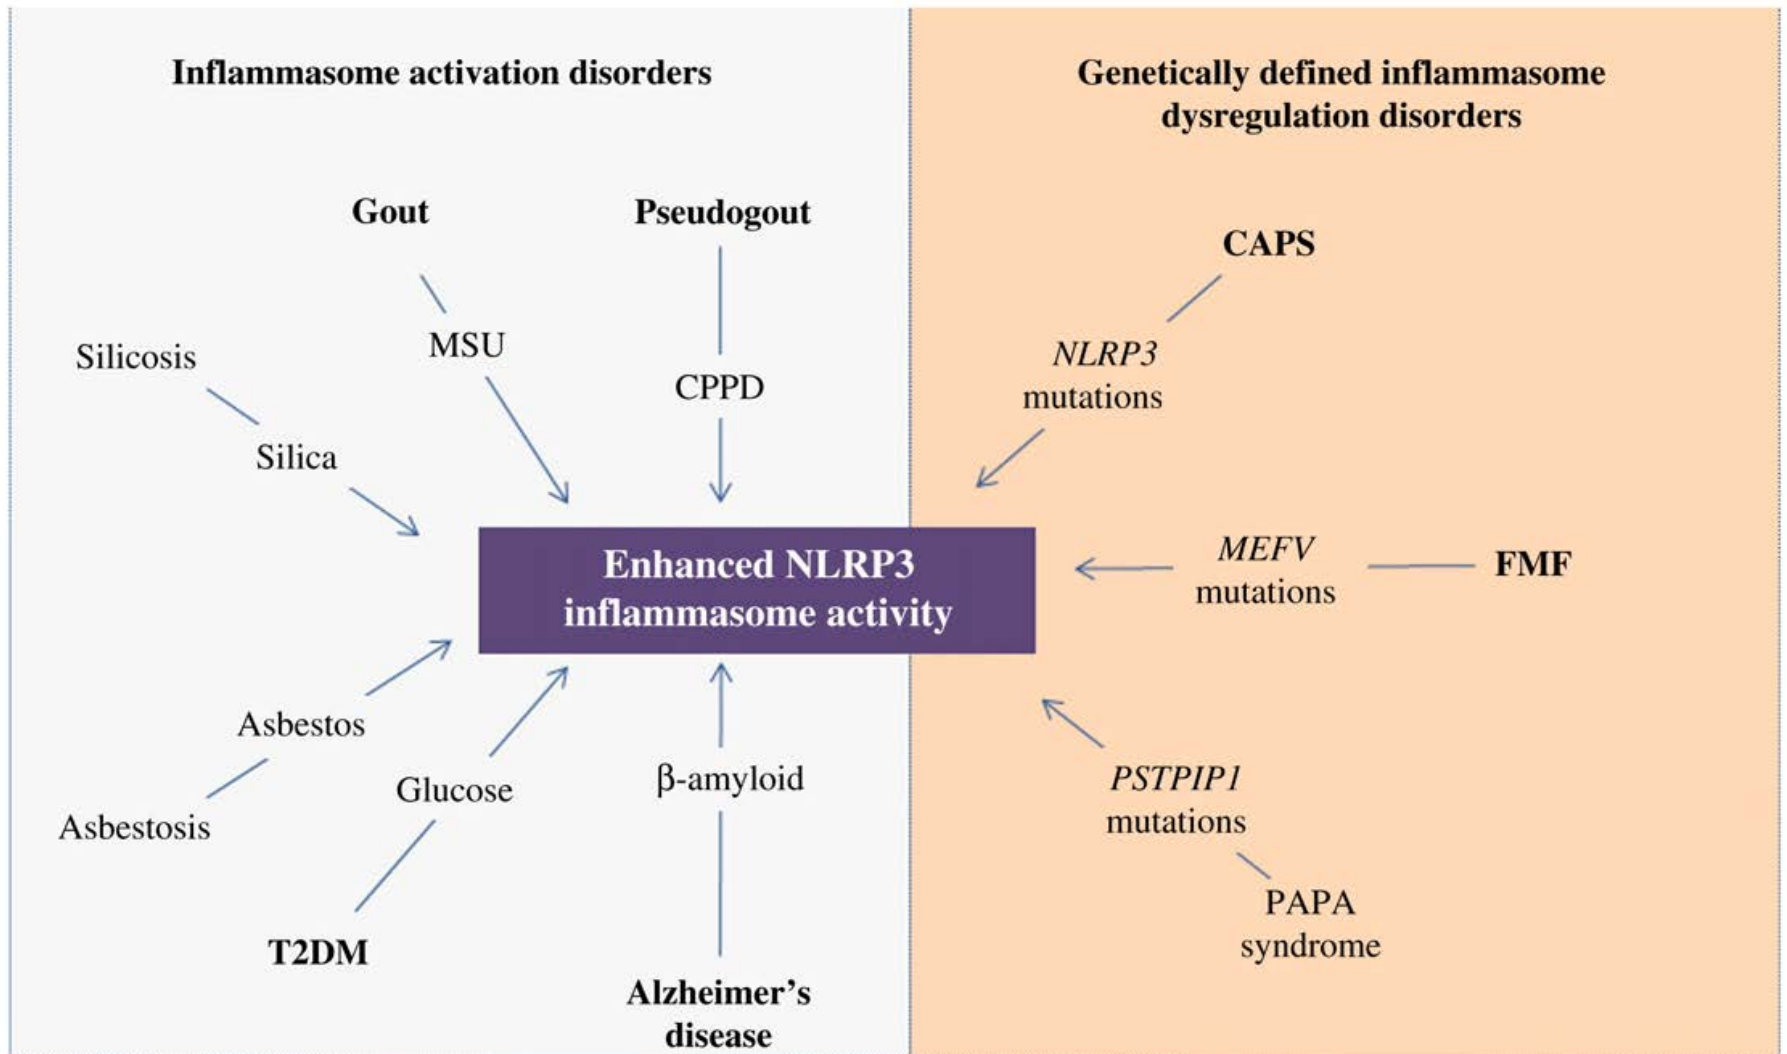 Inflammasome activation disorders
Genetically defined inflammasome
dysregulation disorders
Gout
Pseudogout
CAPS
MSU
Silicosis
CPPD
NLRP3
mutations
Silica
Enhanced NLRP3
inflammasome activity
MEFV
mutations
FMF
Asbestos
Glucose
β-amyloid
PSTPIP1
mutations
Asbestosis
T2DM
PAPA
syndrome
Alzheimer’s
disease